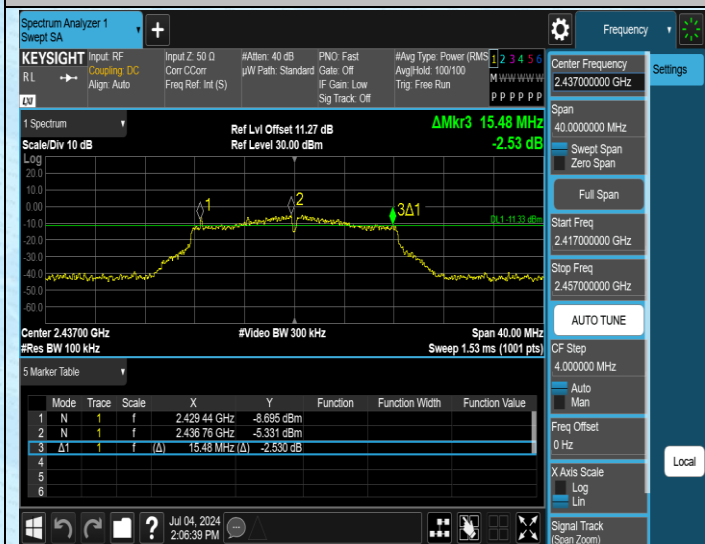 Spectrum Analyzer 1
Swept SA
Frequency
KEYSIGHT
R L
LXI
Input: RF
Coupling: DC
Align: Auto
Input Z: 50 Ω
Corr CCorr
Freq Ref: Int (S)
#Atten: 40 dB
µW Path: Standard
PNO: Fast
Gate: Off
IF Gain: Low
Sig Track: Off
#Avg Type: Power (RMS
Avg|Hold: 100/100
Trig: Free Run
1 2 3 4 5 6
M W W W W W
P P P P P P
1 Spectrum
Scale/Div 10 dB
Ref Lvl Offset 11.27 dB
Ref Level 30.00 dBm
ΔMkr3 15.48 MHz
-2.53 dB
Log
20.0
10.0
0.00
-10.0
-20.0
-30.0
-40.0
-50.0
-60.0
1
2
3Δ1
DL1 -11.33 dBm
Center 2.43700 GHz
#Video BW 300 kHz
Span 40.00 MHz
#Res BW 100 kHz
Sweep 1.53 ms (1001 pts)
5 Marker Table
Mode Trace Scale X Y Function Function Width Function Value
1 N 1 f 2.429 44 GHz -8.695 dBm
2 N 1 f 2.436 76 GHz -5.331 dBm
3 Δ1 1 f (Δ) 15.48 MHz (Δ) -2.530 dB
4
5
6
Jul 04, 2024
2:06:39 PM
Center Frequency
2.437000000 GHz
Settings
Span
40.0000000 MHz
Swept Span
Zero Span
Full Span
Start Freq
2.417000000 GHz
Stop Freq
2.457000000 GHz
AUTO TUNE
CF Step
4.000000 MHz
Auto
Man
Freq Offset
0 Hz
X Axis Scale
Log
Lin
Local
Signal Track
(Span Zoom)